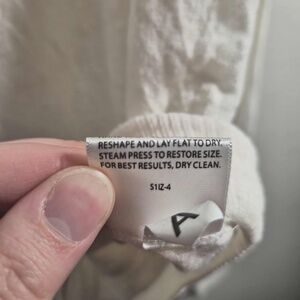 RESHAPE AND LAY FLAT TO DRY.
STEAM PRESS TO RESTORE SIZE.
FOR BEST RESULTS, DRY CLEAN.
S1IZ-4
A